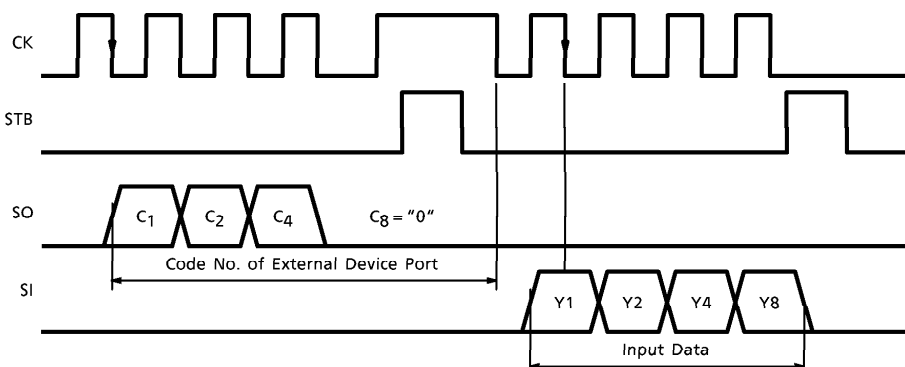 CK
STB
SO C1 C2 C4 C8 = "0"
Code No. of External Device Port
SI Y1 Y2 Y4 Y8
Input Data